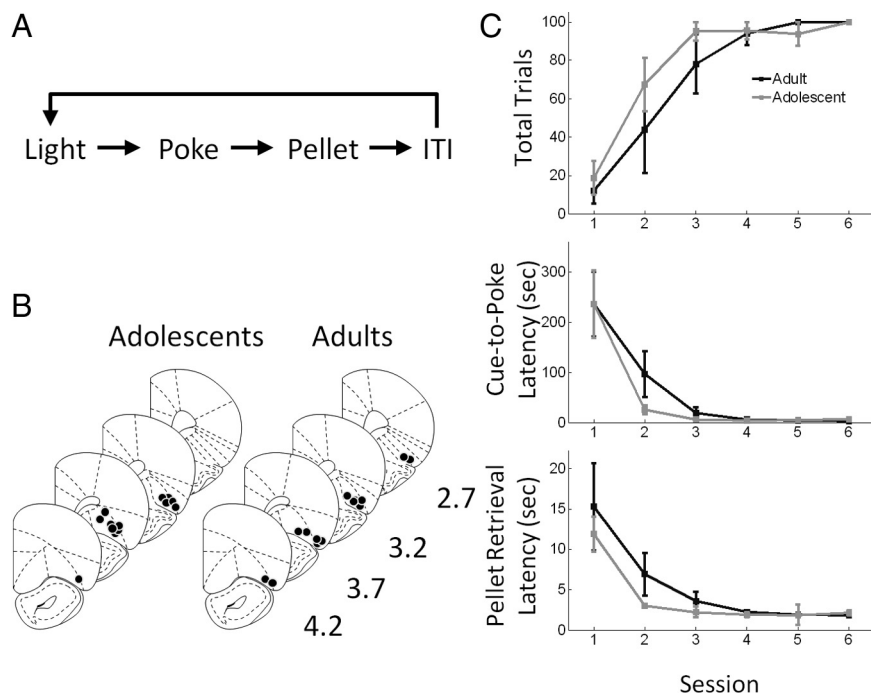 A
Light → Poke → Pellet → ITI
B
Adolescents Adults
2.7
3.2
3.7
4.2
C
Total Trials
100
80
60
40
20
0
Adult
Adolescent
1 2 3 4 5 6
Cue-to-Poke
Latency (sec)
300
200
100
0
1 2 3 4 5 6
Pellet Retrieval
Latency (sec)
20
15
10
5
0
1 2 3 4 5 6
Session